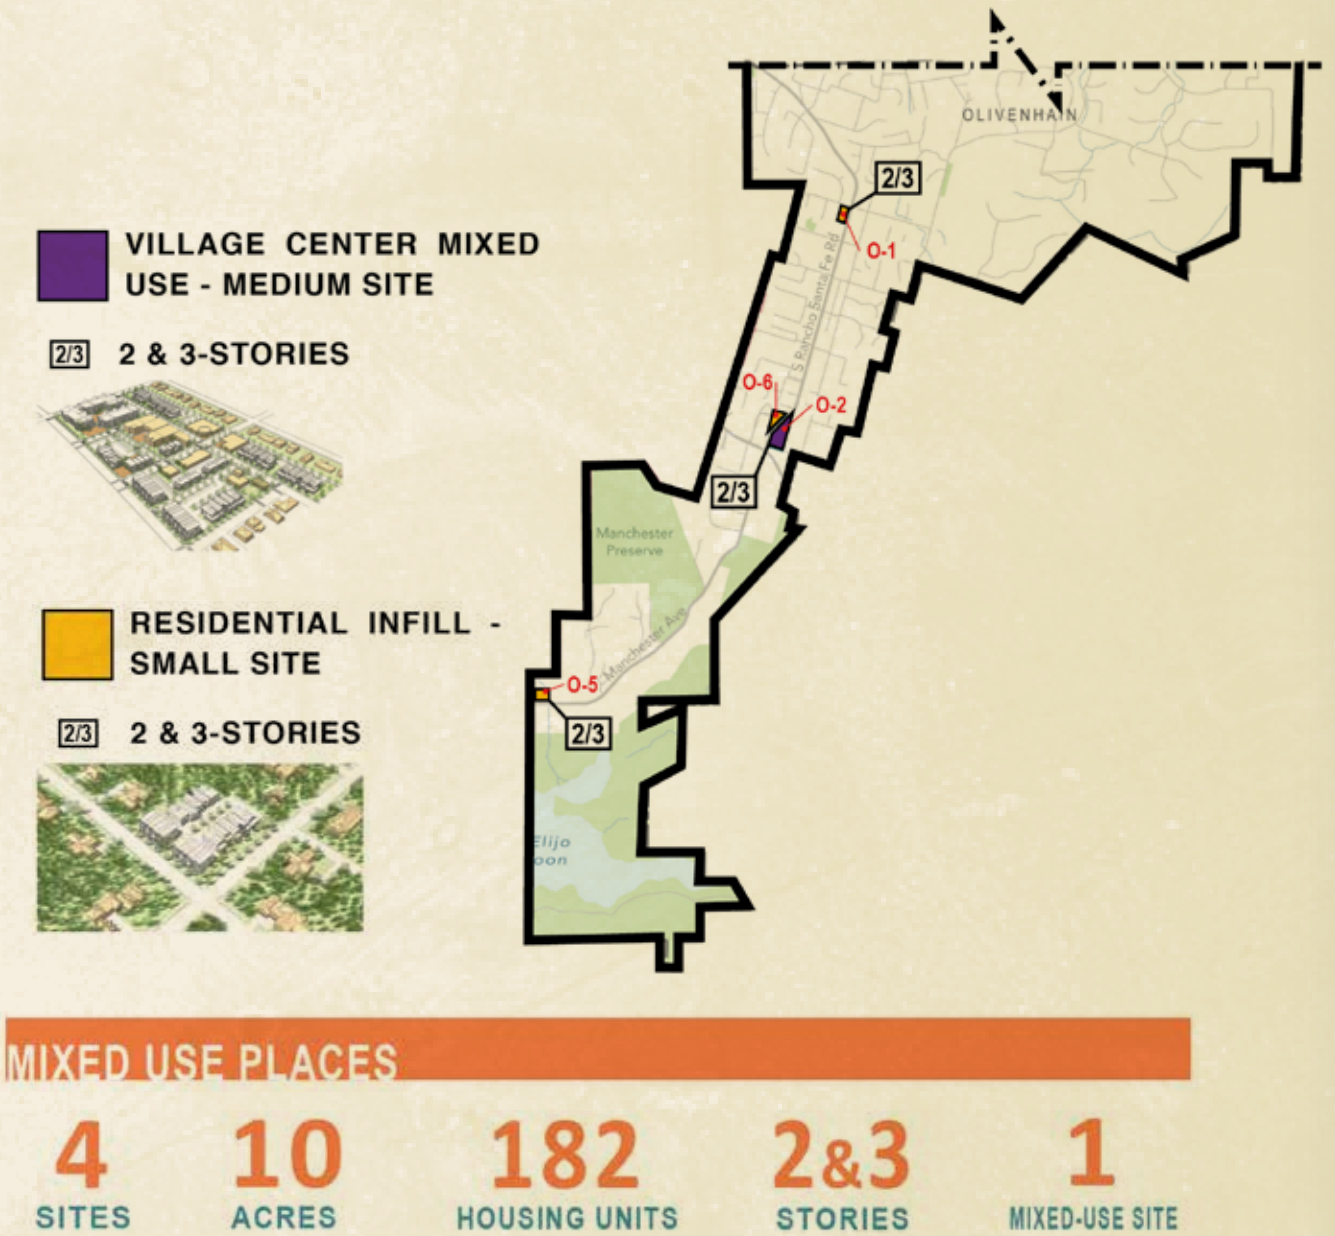 OLIVENHAIN
2/3
O-1
S Rancho Santa Fe Rd
O-6
O-2
2/3
Manchester
Preserve
Manchester Ave
O-5
2/3
Elijo
oon
VILLAGE CENTER MIXED
USE - MEDIUM SITE
2/3 2 & 3-STORIES
RESIDENTIAL INFILL -
SMALL SITE
2/3 2 & 3-STORIES
MIXED USE PLACES
4 10 182 2&3 1
SITES ACRES HOUSING UNITS STORIES MIXED-USE SITE